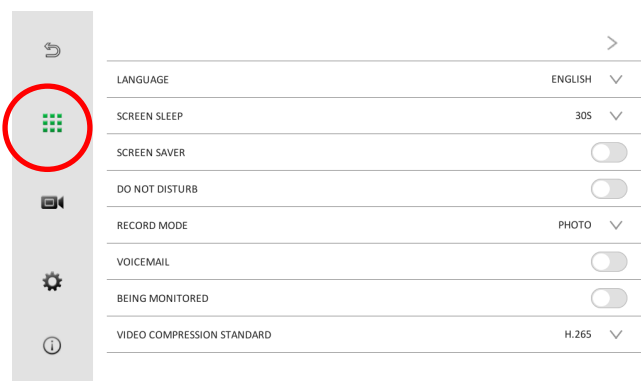 LANGUAGE ENGLISH
SCREEN SLEEP 30S
SCREEN SAVER
DO NOT DISTURB
RECORD MODE PHOTO
VOICEMAIL
BEING MONITORED
VIDEO COMPRESSION STANDARD H.265